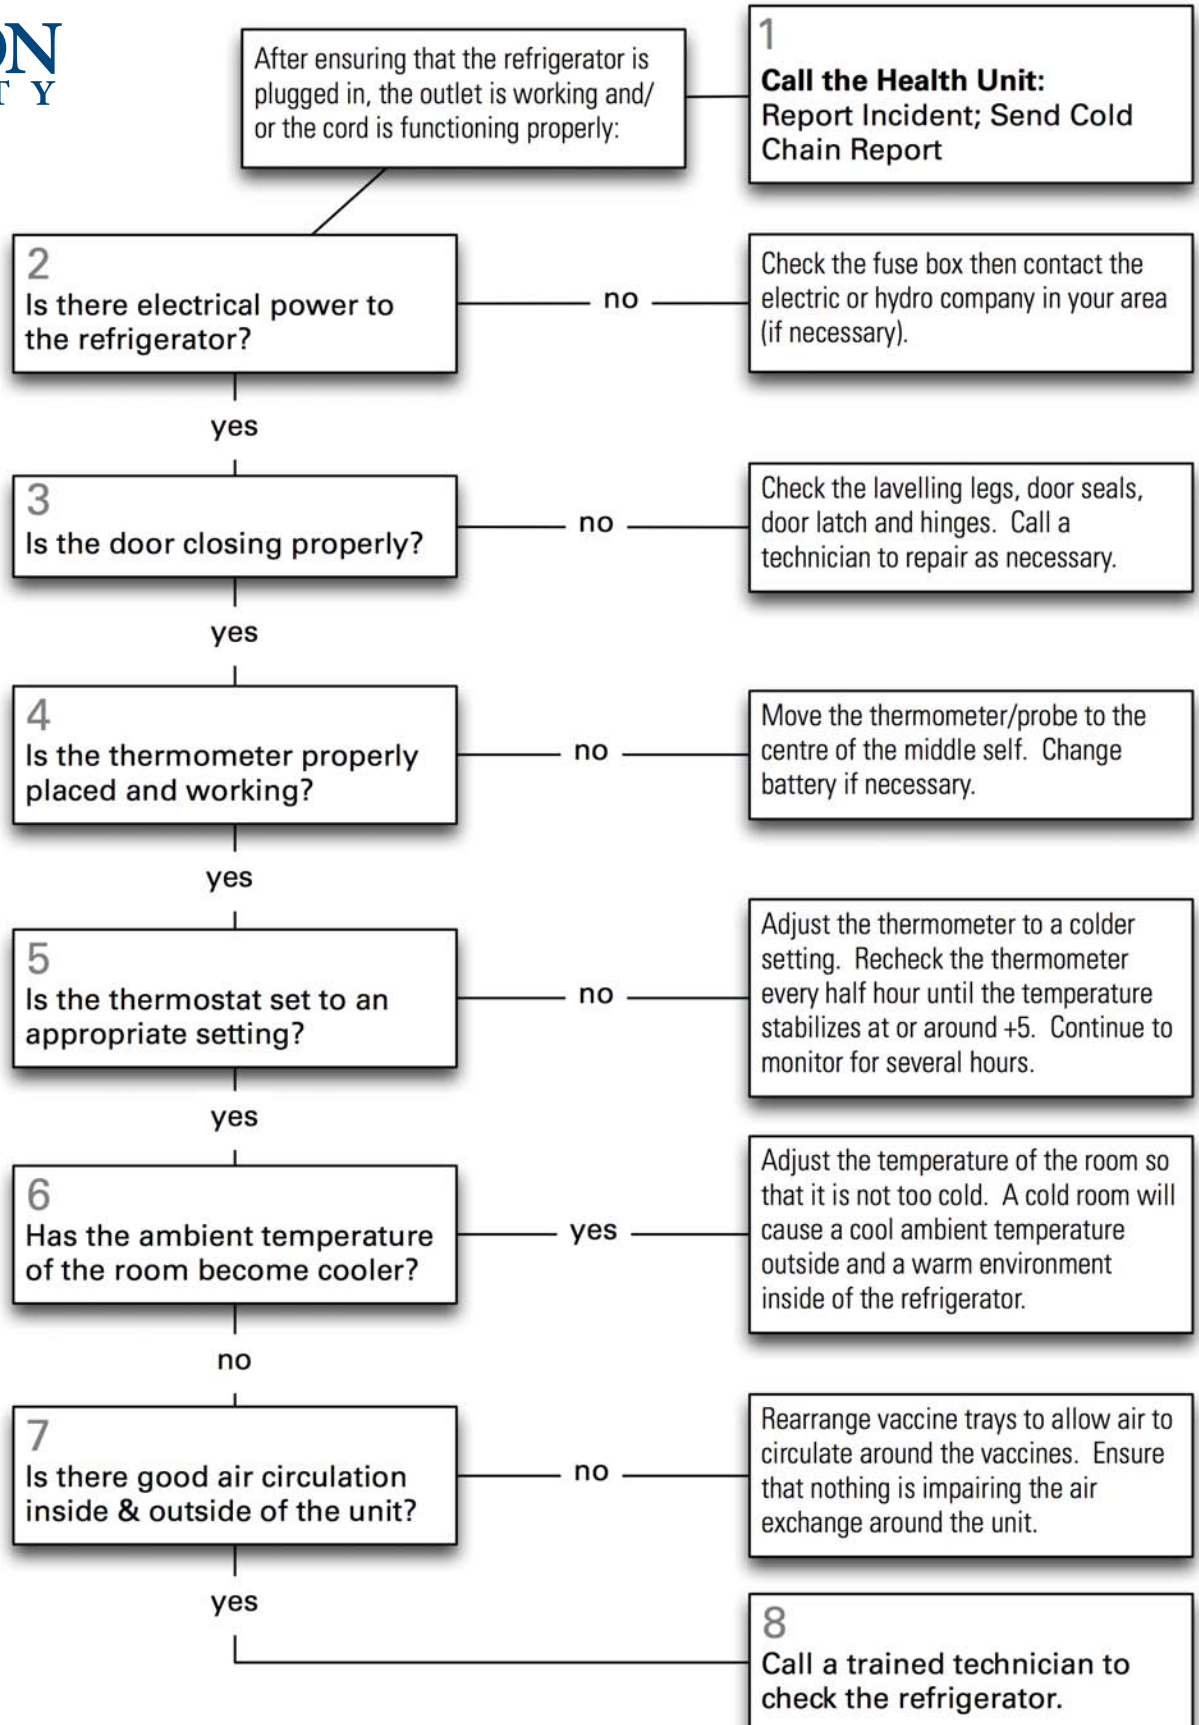 ON
T Y
After ensuring that the refrigerator is
plugged in, the outlet is working and/
or the cord is functioning properly:
1
Call the Health Unit:
Report Incident; Send Cold
Chain Report
2
Is there electrical power to
the refrigerator?
no
Check the fuse box then contact the
electric or hydro company in your area
(if necessary).
yes
3
Is the door closing properly?
no
Check the lavelling legs, door seals,
door latch and hinges. Call a
technician to repair as necessary.
yes
4
Is the thermometer properly
placed and working?
no
Move the thermometer/probe to the
centre of the middle self. Change
battery if necessary.
yes
5
Is the thermostat set to an
appropriate setting?
no
Adjust the thermometer to a colder
setting. Recheck the thermometer
every half hour until the temperature
stabilizes at or around +5. Continue to
monitor for several hours.
yes
6
Has the ambient temperature
of the room become cooler?
yes
Adjust the temperature of the room so
that it is not too cold. A cold room will
cause a cool ambient temperature
outside and a warm environment
inside of the refrigerator.
no
7
Is there good air circulation
inside & outside of the unit?
no
Rearrange vaccine trays to allow air to
circulate around the vaccines. Ensure
that nothing is impairing the air
exchange around the unit.
yes
8
Call a trained technician to
check the refrigerator.